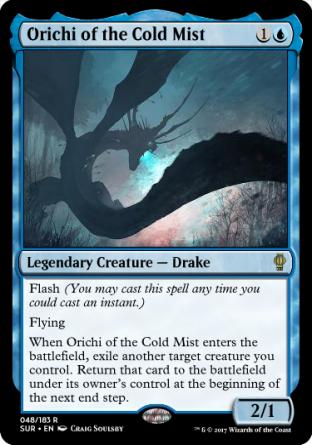 Orichi of the Cold Mist 1
Legendary Creature — Drake
Flash (You may cast this spell any time you
could cast an instant.)
Flying
When Orichi of the Cold Mist enters the
battlefield, exile another target creature you
control. Return that card to the battlefield
under its owner's control at the beginning of
the next end step.
2/1
048/183 R
SUR • EN Craig Soulsby
™ & © 2017 Wizards of the Coast